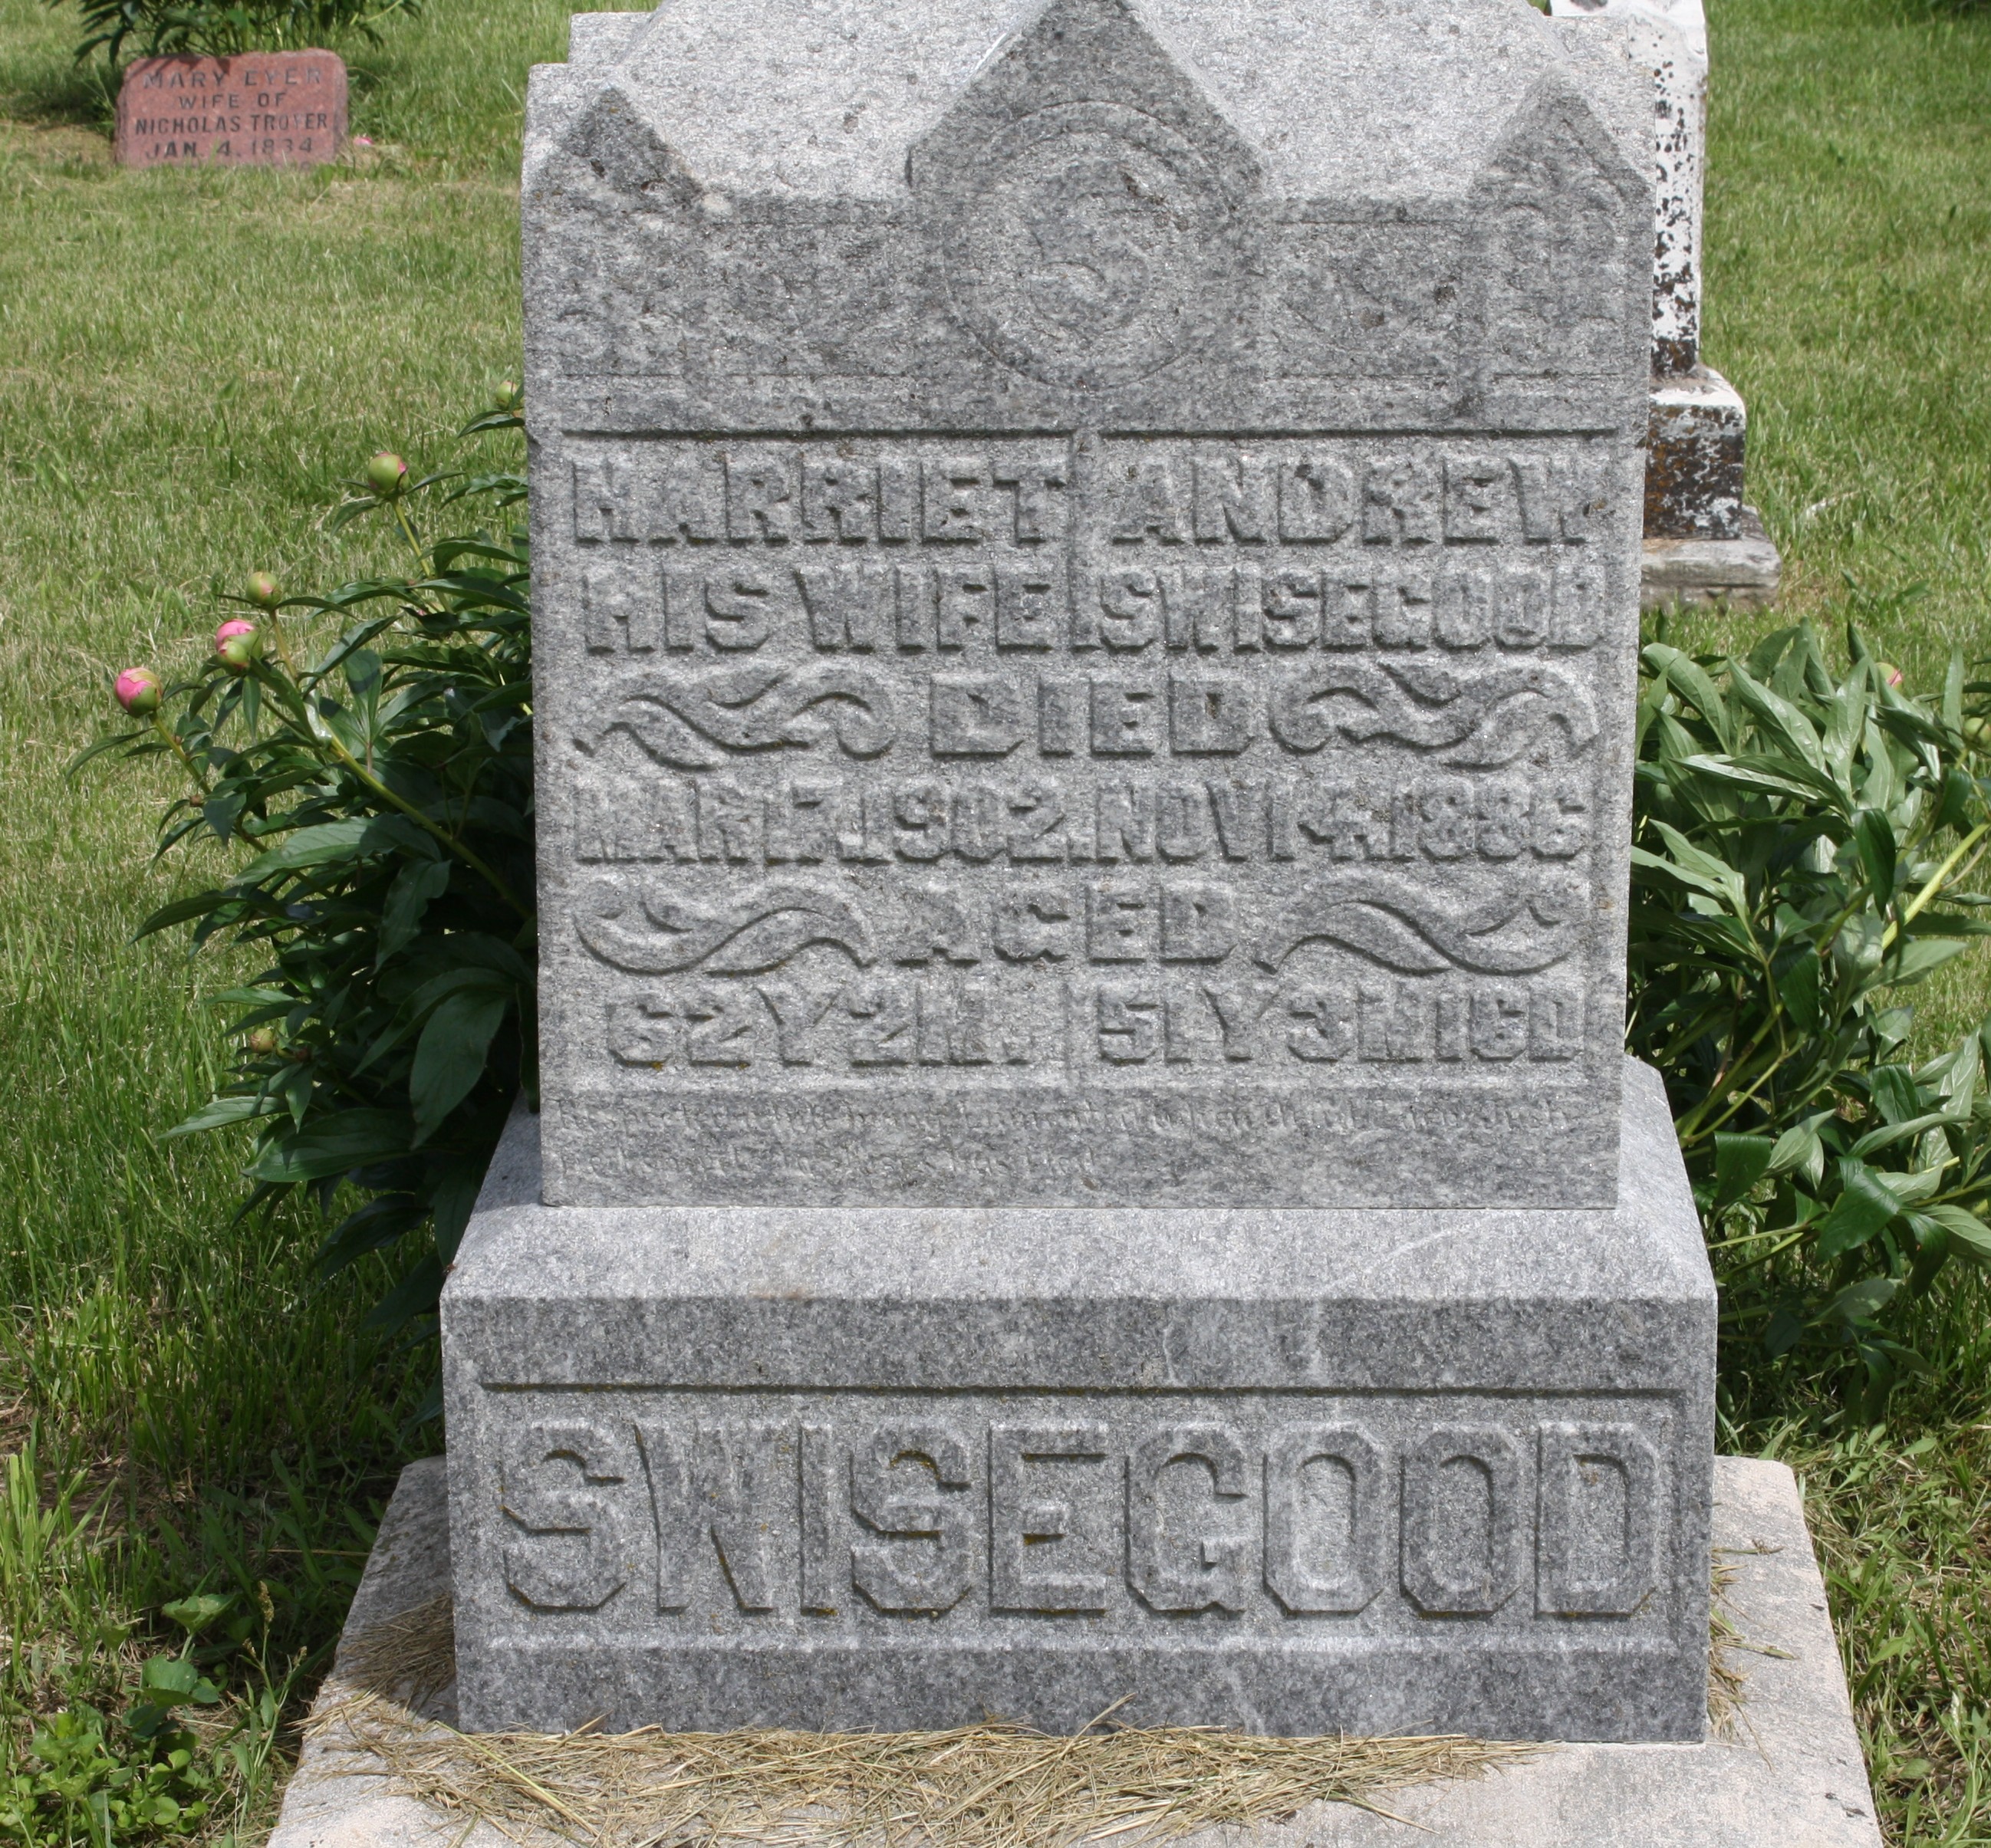 MARY EYER
WIFE OF
NICHOLAS TROYER
JAN. 4, 1834
S
HARRIET
HIS WIFE
ANDREW
SWISEGOOD
DIED
MAR 17. 1902. NOV 14. 1886
AGED
62Y 2M. 51Y 3M 16D
SWISEGOOD